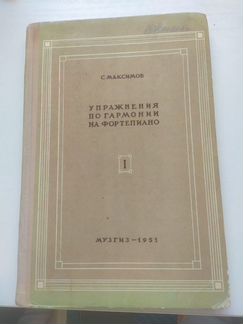 С. МАКСИМОВ
УПРАЖНЕНИЯ
ПО ГАРМОНИИ
НА ФОРТЕПИАНО
I
МУЗГИЗ — 1951